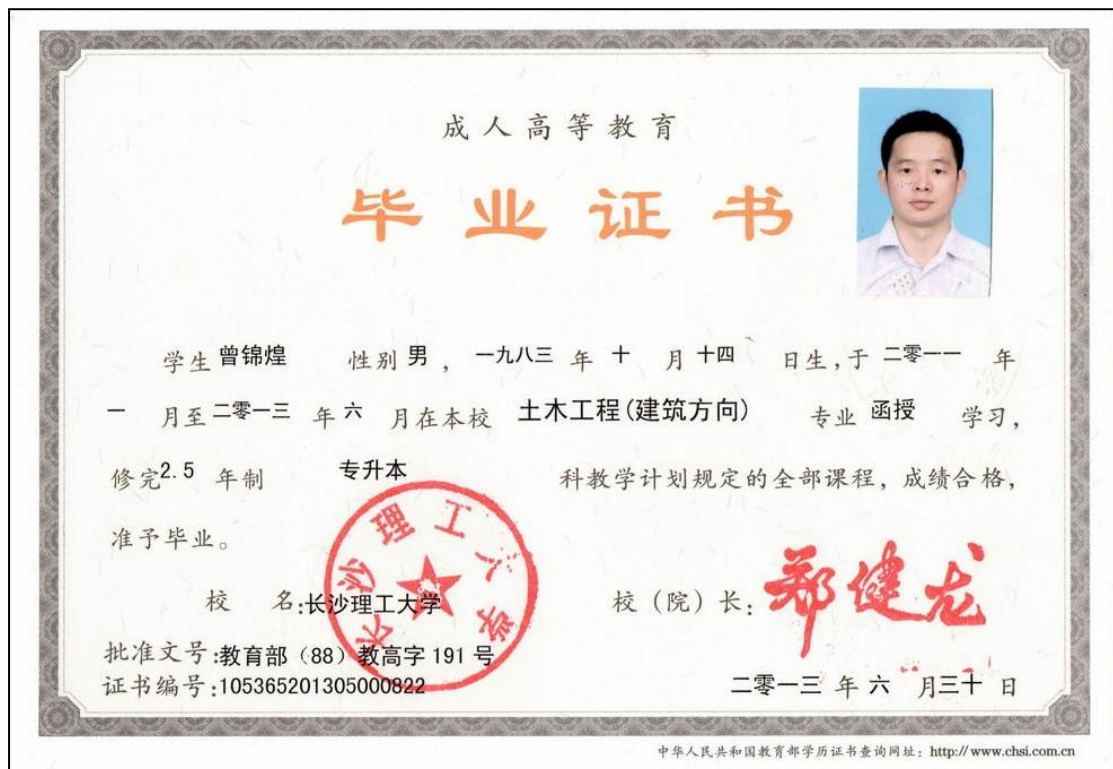 成人高等教育
毕业证书
学生 曾锦煌 性别 男 , 一九八三 年 十 月 十四 日生,于 二零一一 年
一 月至 二零一三 年 六 月在本校 土木工程(建筑方向) 专业 函授 学习,
修完2.5 年制 专升本 科教学计划规定的全部课程, 成绩合格,
准予毕业。
长沙理工大学
校 名:长沙理工大学 校(院)长: 郑健龙
批准文号:教育部(88)教高字 191 号
证书编号:105365201305000822 二零一三 年 六 月三十 日
中华人民共和国教育部学历证书查询网址: http://www.chsi.com.cn